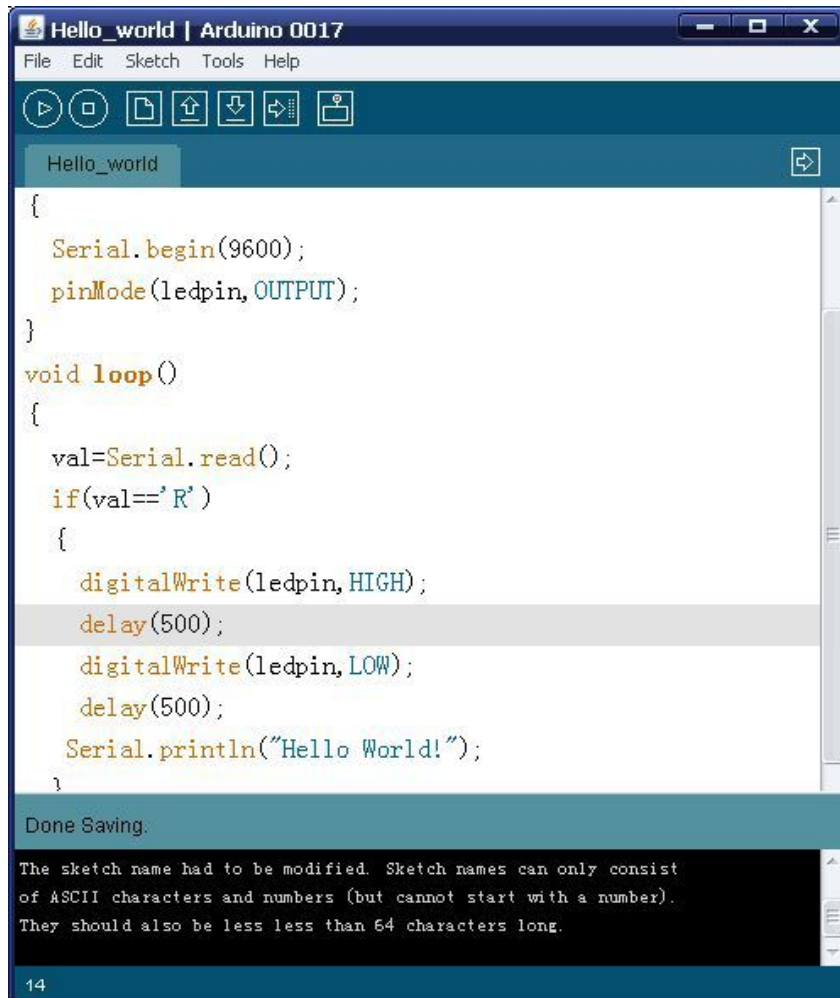 Hello_world | Arduino 0017
File Edit Sketch Tools Help
Hello_world
{
Serial.begin(9600);
pinMode(ledpin,OUTPUT);
}
void loop()
{
val=Serial.read();
if(val=='R')
{
digitalWrite(ledpin,HIGH);
delay(500);
digitalWrite(ledpin,LOW);
delay(500);
Serial.println("Hello World!");
}
Done Saving.
The sketch name had to be modified. Sketch names can only consist
of ASCII characters and numbers (but cannot start with a number).
They should also be less less than 64 characters long.
14